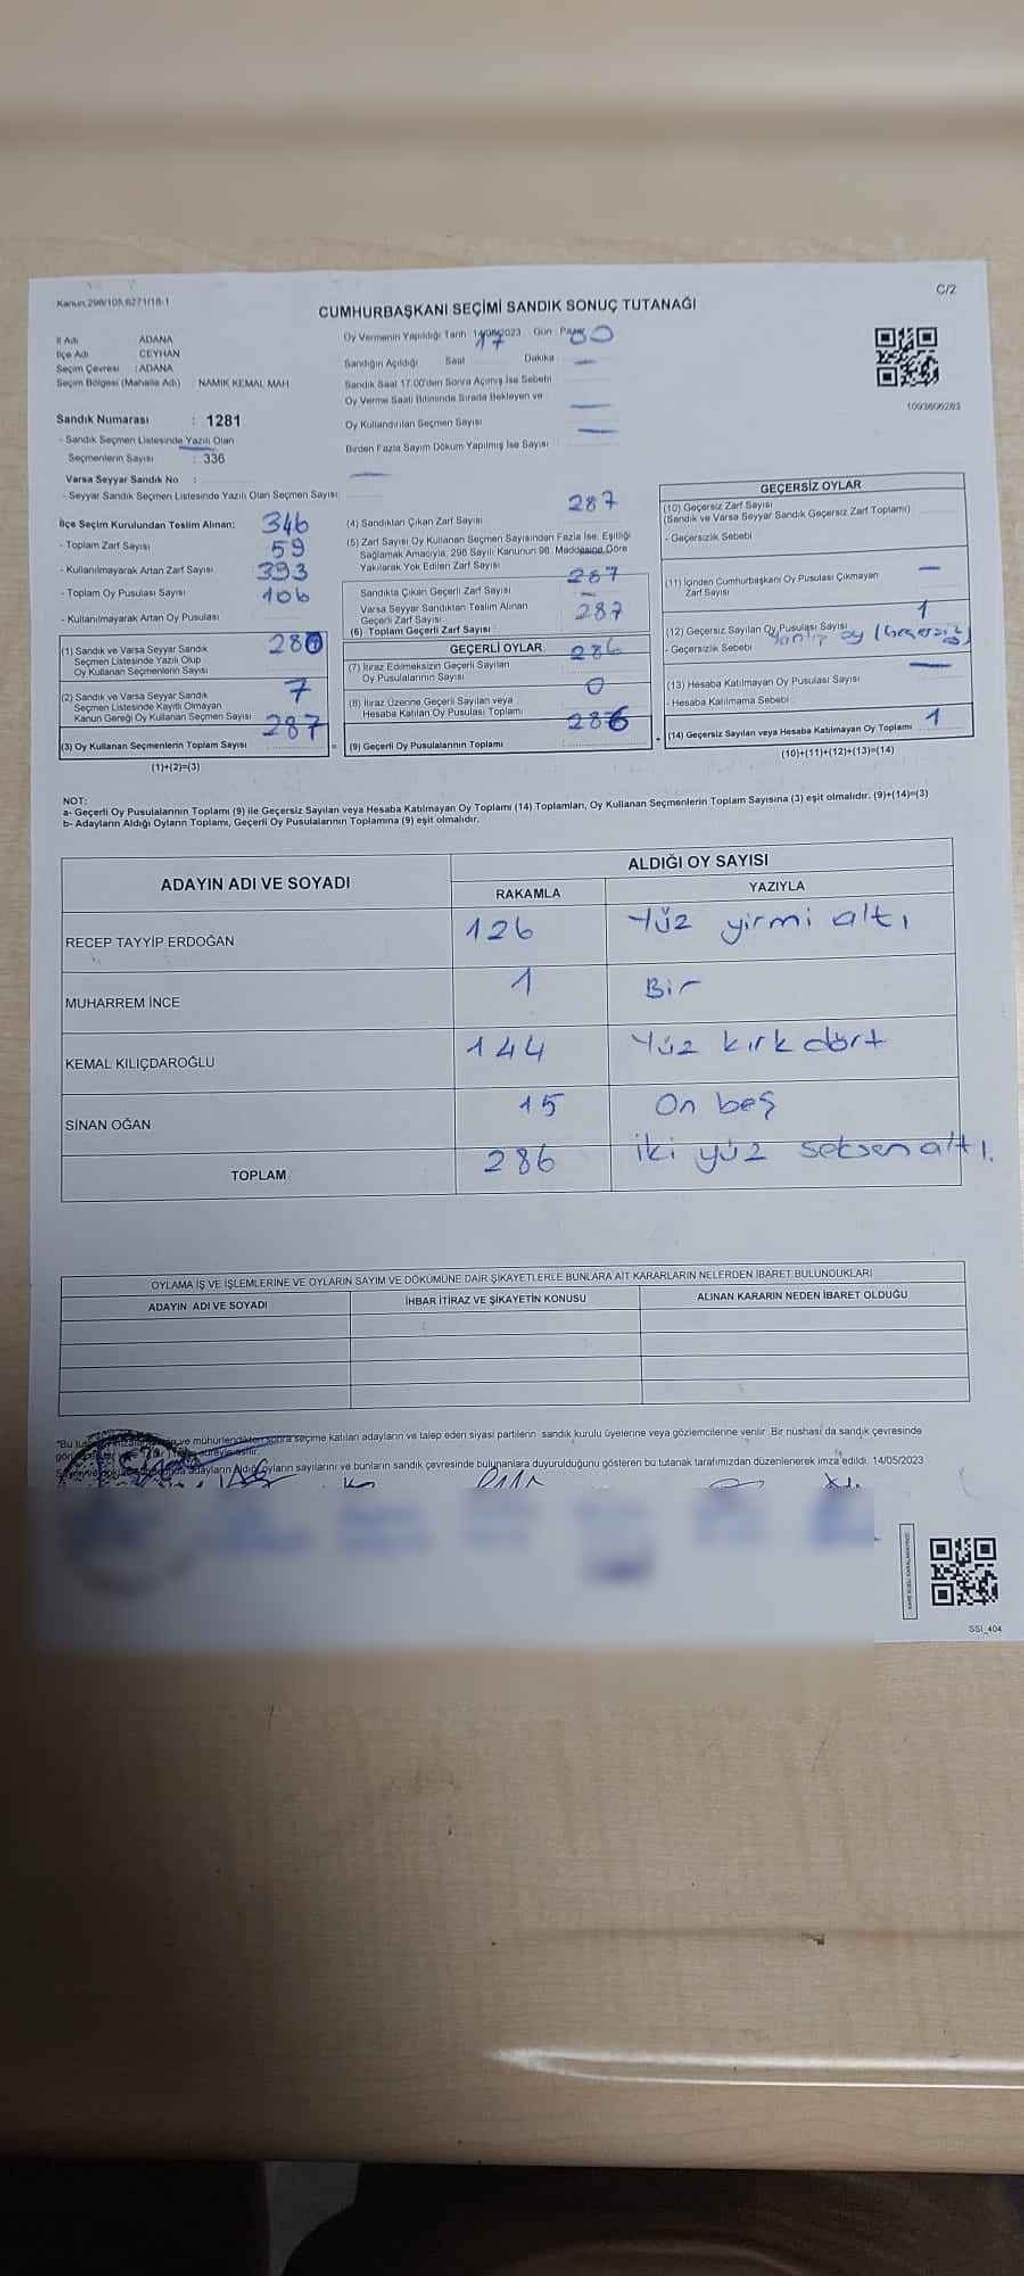 Kanun 298/105 6271/18-1
C/2
CUMHURBAŞKANI SEÇİMİ SANDIK SONUÇ TUTANAĞI
İl Adı : ADANA
İlçe Adı : CEYHAN
Seçim Çevresi : ADANA
Seçim Bölgesi (Mahalle Adı) : NAMIK KEMAL MAH
Sandık Numarası : 1281
- Sandık Seçmen Listesinde Yazılı Olan
Seçmenlerin Sayısı : 336
Varsa Seyyar Sandık No :
- Seyyar Sandık Seçmen Listesinde Yazılı Olan Seçmen Sayısı
Oy Vermenin Yapıldığı Tarih 14/05/2023 Gün : Pazar
17 00
Sandığın Açıldığı Saat Dakika
Sandık Saat 17.00'den Sonra Açılmış İse Sebebi
Oy Verme Saati Bitiminde Sırada Bekleyen ve
Oy Kullandırılan Seçmen Sayısı
Birden Fazla Sayım Döküm Yapılmış İse Sayısı
1093606283
İlçe Seçim Kurulundan Teslim Alınan:
346
- Toplam Zarf Sayısı
59
- Kullanılmayarak Artan Zarf Sayısı
393
- Toplam Oy Pusulası Sayısı
106
- Kullanılmayarak Artan Oy Pusulası
(1) Sandık ve Varsa Seyyar Sandık
Seçmen Listesinde Yazılı Olup
Oy Kullanan Seçmenlerin Sayısı
(2) Sandık ve Varsa Seyyar Sandık
Seçmen Listesinde Kayıtlı Olmayan
Kanun Gereği Oy Kullanan Seçmen Sayısı
7
287
(3) Oy Kullanan Seçmenlerin Toplam Sayısı
(1)+(2)=(3)
287
(4) Sandıktan Çıkan Zarf Sayısı
(5) Zarf Sayısı Oy Kullanan Seçmen Sayısından Fazla İse, Eşitliği
Sağlamak Amacıyla, 298 Sayılı Kanunun 98. Maddesine Göre
Yakılarak Yok Edilen Zarf Sayısı
287
Sandıkta Çıkan Geçerli Zarf Sayısı
Varsa Seyyar Sandıktan Teslim Alınan
Geçerli Zarf Sayısı
287
(6) Toplam Geçerli Zarf Sayısı
GEÇERLİ OYLAR
286
(7) İtiraz Edilmeksizin Geçerli Sayılan
Oy Pusulalarının Sayısı
0
(8) İtiraz Üzerine Geçerli Sayılan veya
Hesaba Katılan Oy Pusulası Toplamı
286
(9) Geçerli Oy Pusulalarının Toplamı
GEÇERSİZ OYLAR
(10) Geçersiz Zarf Sayısı
(Sandık ve Varsa Seyyar Sandık Geçersiz Zarf Toplamı)
- Geçersizlik Sebebi
(11) İçinden Cumhurbaşkanı Oy Pusulası Çıkmayan
Zarf Sayısı
1
(12) Geçersiz Sayılan Oy Pusulası Sayısı
- Geçersizlik Sebebi oy (Geçersiz)
(13) Hesaba Katılmayan Oy Pusulası Sayısı
- Hesaba Katılmama Sebebi
(14) Geçersiz Sayılan veya Hesaba Katılmayan Oy Toplamı 1
(10)+(11)+(12)+(13)=(14)
NOT:
a- Geçerli Oy Pusulalarının Toplamı (9) ile Geçersiz Sayılan veya Hesaba Katılmayan Oy Toplamı (14) Toplamları, Oy Kullanan Seçmenlerin Toplam Sayısına (3) eşit olmalıdır. (9)+(14)=(3)
b- Adayların Aldığı Oyların Toplamı, Geçerli Oy Pusulalarının Toplamına (9) eşit olmalıdır.
ADAYIN ADI VE SOYADI
ALDIĞI OY SAYISI
RAKAMLA YAZIYLA
RECEP TAYYİP ERDOĞAN 126 Yüz yirmi altı
MUHARREM İNCE 1 Bir
KEMAL KILIÇDAROĞLU 144 Yüz kırk dört
SİNAN OĞAN 15 On beş
TOPLAM 286 iki yüz seksen altı.
OYLAMA İŞ VE İŞLEMLERİNE VE OYLARIN SAYIM VE DÖKÜMÜNE DAİR ŞİKAYETLERLE BUNLARA AİT KARARLARIN NELERDEN İBARET BULUNDUKLARI
ADAYIN ADI VE SOYADI İHBAR İTİRAZ VE ŞİKAYETİN KONUSU ALINAN KARARIN NEDEN İBARET OLDUĞU
"Bu ve mühürlendikten sonra seçime katılan adayların ve talep eden siyasi partilerin sandık kurulu üyelerine veya gözlemcilerine verilir. Bir nüshası da sandık çevresinde
adayların Aldığı oyların sayılarını ve bunların sandık çevresinde bulunanlara duyurulduğunu gösteren bu tutanak tarafımızdan düzenlenerek imza edildi. 14/05/2023
SSI_404